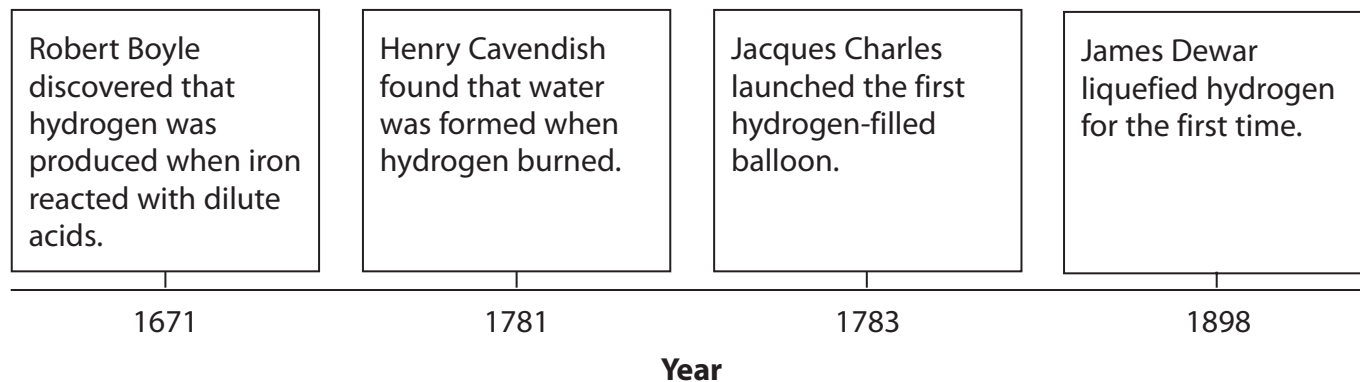 Robert Boyle
discovered that
hydrogen was
produced when iron
reacted with dilute
acids.
Henry Cavendish
found that water
was formed when
hydrogen burned.
Jacques Charles
launched the first
hydrogen-filled
balloon.
James Dewar
liquefied hydrogen
for the first time.
1671
1781
1783
1898
Year